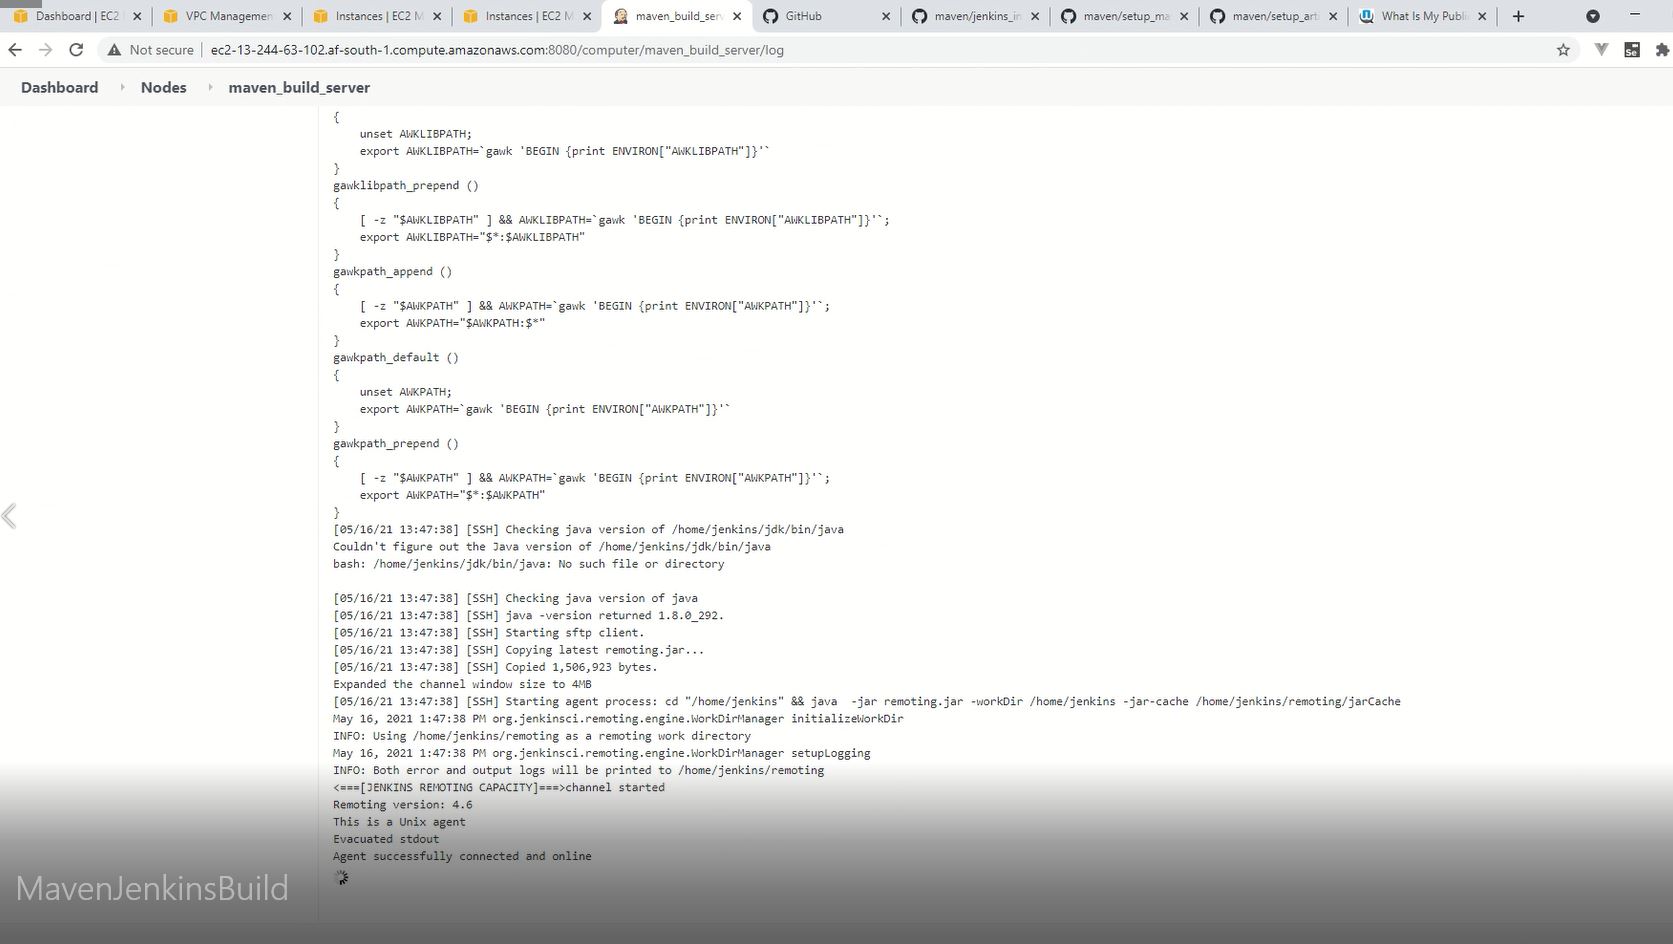 Dashboard | EC2
VPC Managemen
Instances | EC2 M
Instances | EC2 M
maven_build_serv
GitHub
maven/jenkins_in
maven/setup_ma
maven/setup_arti
What Is My Publi
Not secure
ec2-13-244-63-102.af-south-1.compute.amazonaws.com:8080/computer/maven_build_server/log
Se
Dashboard
Nodes
maven_build_server
{
    unset AWKLIBPATH;
    export AWKLIBPATH=`gawk 'BEGIN {print ENVIRON["AWKLIBPATH"]}'`
}
gawklibpath_prepend ()
{
    [ -z "$AWKLIBPATH" ] && AWKLIBPATH=`gawk 'BEGIN {print ENVIRON["AWKLIBPATH"]}'`;
    export AWKLIBPATH="$*:$AWKLIBPATH"
}
gawkpath_append ()
{
    [ -z "$AWKPATH" ] && AWKPATH=`gawk 'BEGIN {print ENVIRON["AWKPATH"]}'`;
    export AWKPATH="$AWKPATH:$*"
}
gawkpath_default ()
{
    unset AWKPATH;
    export AWKPATH=`gawk 'BEGIN {print ENVIRON["AWKPATH"]}'`
}
gawkpath_prepend ()
{
    [ -z "$AWKPATH" ] && AWKPATH=`gawk 'BEGIN {print ENVIRON["AWKPATH"]}'`;
    export AWKPATH="$*:$AWKPATH"
}
[05/16/21 13:47:38] [SSH] Checking java version of /home/jenkins/jdk/bin/java
Couldn't figure out the Java version of /home/jenkins/jdk/bin/java
bash: /home/jenkins/jdk/bin/java: No such file or directory
[05/16/21 13:47:38] [SSH] Checking java version of java
[05/16/21 13:47:38] [SSH] java -version returned 1.8.0_292.
[05/16/21 13:47:38] [SSH] Starting sftp client.
[05/16/21 13:47:38] [SSH] Copying latest remoting.jar...
[05/16/21 13:47:38] [SSH] Copied 1,506,923 bytes.
Expanded the channel window size to 4MB
[05/16/21 13:47:38] [SSH] Starting agent process: cd "/home/jenkins" && java  -jar remoting.jar -workDir /home/jenkins -jar-cache /home/jenkins/remoting/jarCache
May 16, 2021 1:47:38 PM org.jenkinsci.remoting.engine.WorkDirManager initializeWorkDir
INFO: Using /home/jenkins/remoting as a remoting work directory
May 16, 2021 1:47:38 PM org.jenkinsci.remoting.engine.WorkDirManager setupLogging
INFO: Both error and output logs will be printed to /home/jenkins/remoting
<===[JENKINS REMOTING CAPACITY]===>channel started
Remoting version: 4.6
This is a Unix agent
Evacuated stdout
Agent successfully connected and online
MavenJenkinsBuild